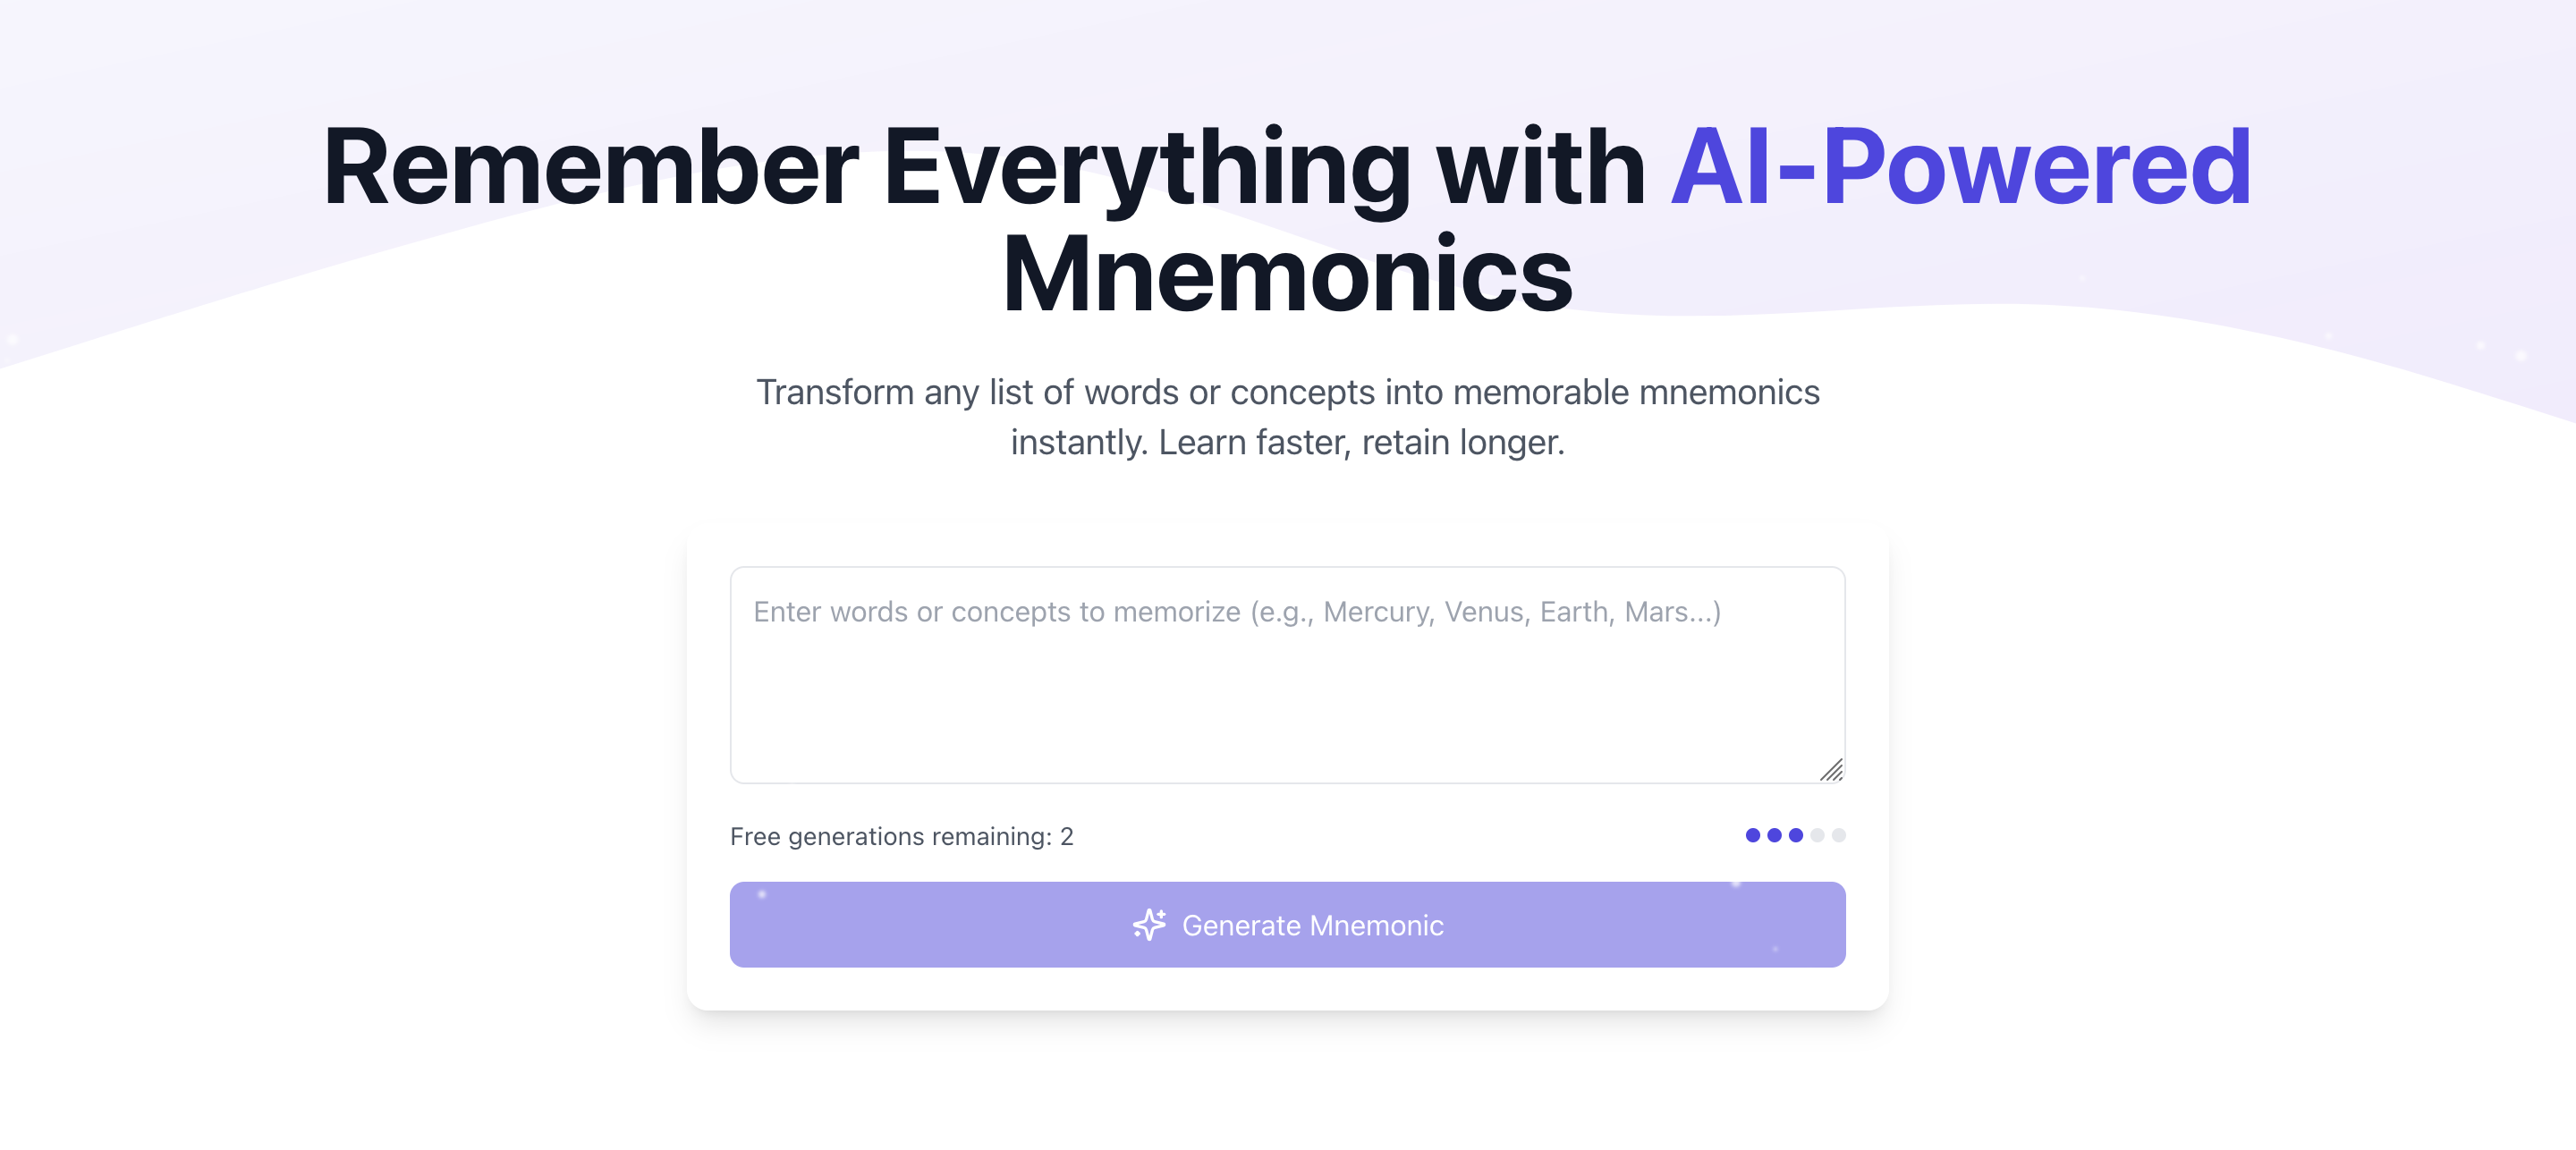 Remember Everything with AI-Powered
Mnemonics
Transform any list of words or concepts into memorable mnemonics
instantly. Learn faster, retain longer.
Enter words or concepts to memorize (e.g., Mercury, Venus, Earth, Mars...)
Free generations remaining: 2
Generate Mnemonic